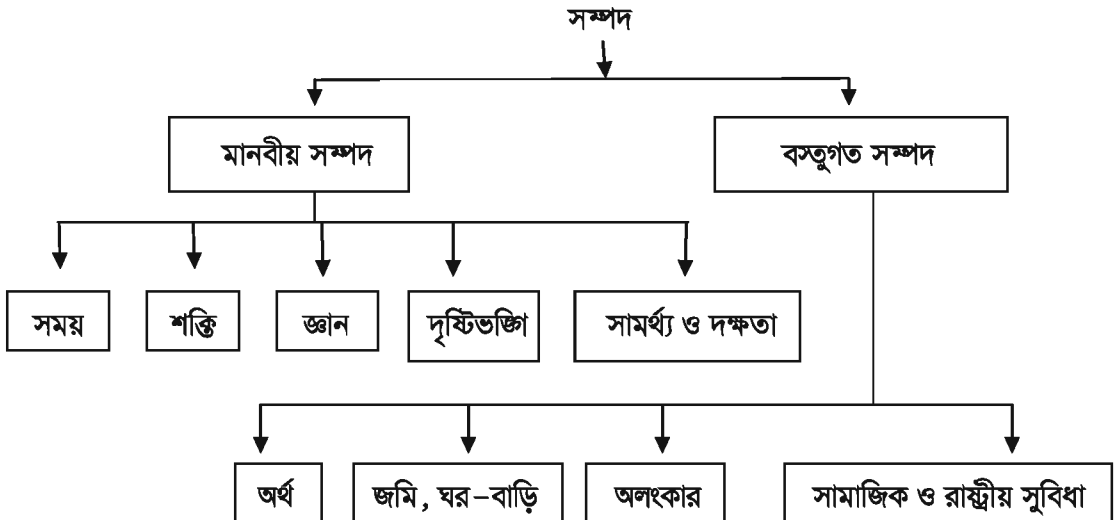 সম্পদ
মানবীয় সম্পদ
বস্তুগত সম্পদ
সময়
শক্তি
জ্ঞান
দৃষ্টিভঙ্গি
সামর্থ্য ও দক্ষতা
অর্থ
জমি, ঘর-বাড়ি
অলংকার
সামাজিক ও রাষ্ট্রীয় সুবিধা